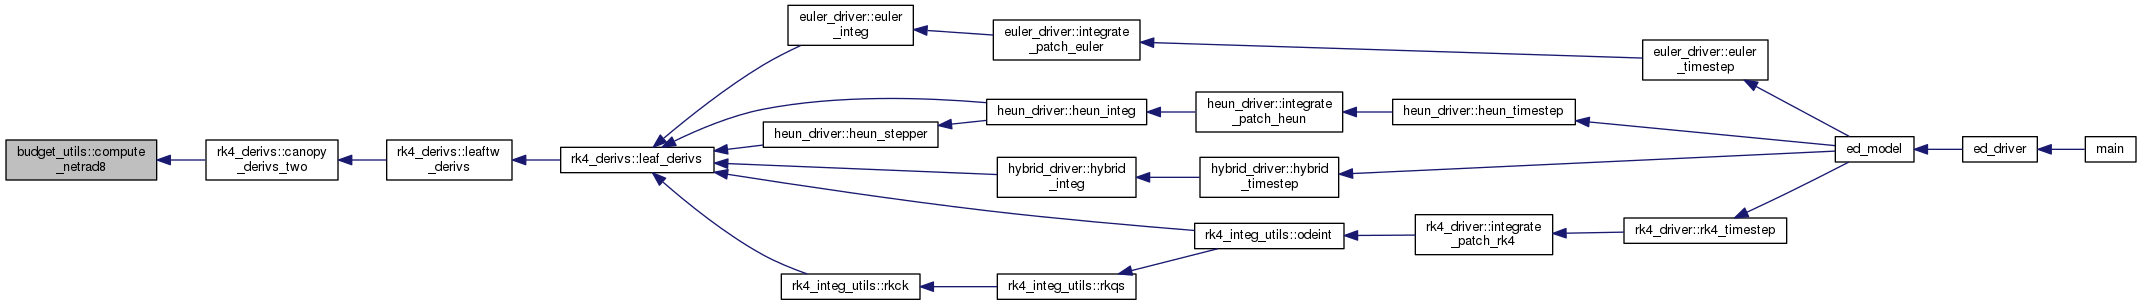 budget_utils::compute
_netrad8
rk4_derivs::canopy
_derivs_two
rk4_derivs::leaftw
_derivs
rk4_derivs::leaf_derivs
euler_driver::euler
_integ
euler_driver::integrate
_patch_euler
euler_driver::euler
_timestep
heun_driver::heun_stepper
heun_driver::heun_integ
heun_driver::integrate
_patch_heun
heun_driver::heun_timestep
hybrid_driver::hybrid
_integ
hybrid_driver::hybrid
_timestep
rk4_integ_utils::rkck
rk4_integ_utils::rkqs
rk4_integ_utils::odeint
rk4_driver::integrate
_patch_rk4
rk4_driver::rk4_timestep
ed_model
ed_driver
main